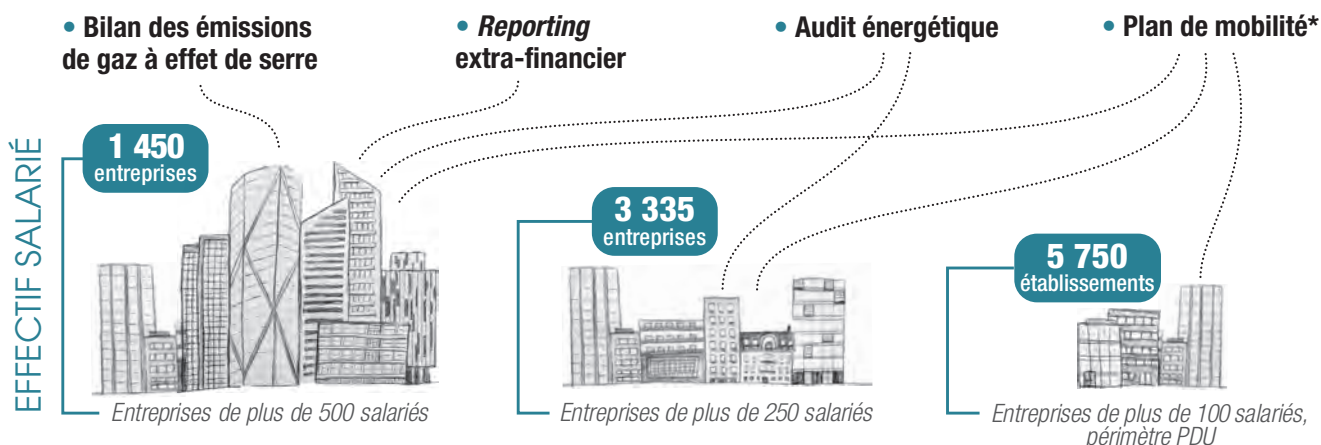 • Bilan des émissions
de gaz à effet de serre
• Reporting
extra-financier
• Audit énergétique
• Plan de mobilité*
EFFECTIF SALARIÉ
1 450
entreprises
3 335
entreprises
5 750
établissements
Entreprises de plus de 500 salariés
Entreprises de plus de 250 salariés
Entreprises de plus de 100 salariés,
périmètre PDU